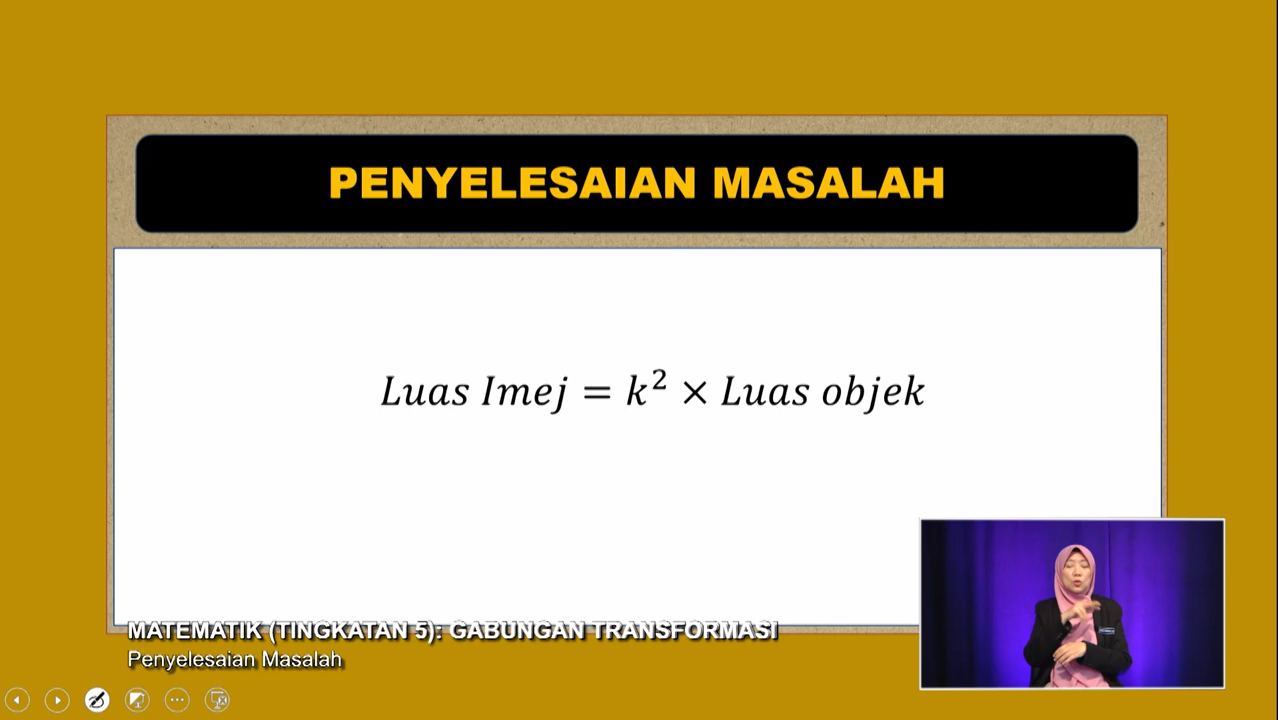 PENYELESAIAN MASALAH
Luas Imej = k² × Luas objek
MATEMATIK (TINGKATAN 5): GABUNGAN TRANSFORMASI
Penyelesaian Masalah